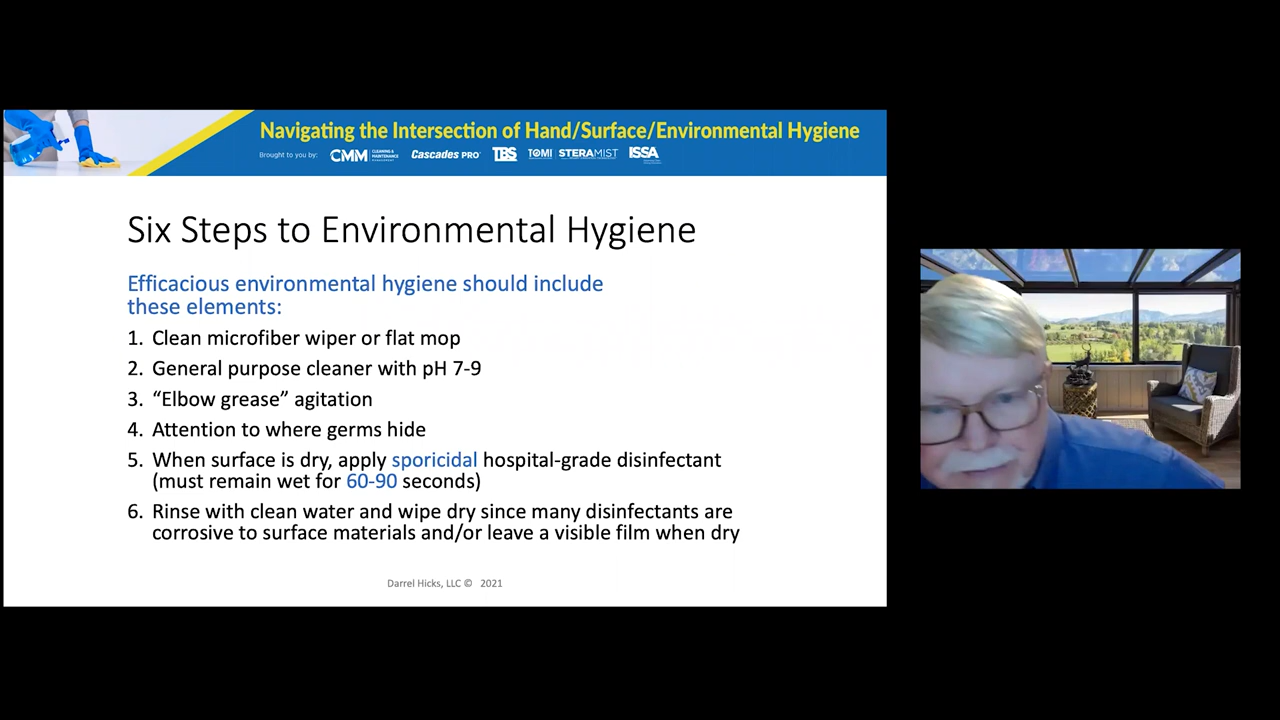 Navigating the Intersection of Hand/Surface/Environmental Hygiene
Brought to you by: CMM CLEANING & MAINTENANCE MANAGEMENT Cascades PRO TBS TOMI STERAMIST ISSA
Six Steps to Environmental Hygiene
Efficacious environmental hygiene should include
these elements:
1. Clean microfiber wiper or flat mop
2. General purpose cleaner with pH 7-9
3. “Elbow grease” agitation
4. Attention to where germs hide
5. When surface is dry, apply sporicidal hospital-grade disinfectant
(must remain wet for 60-90 seconds)
6. Rinse with clean water and wipe dry since many disinfectants are
corrosive to surface materials and/or leave a visible film when dry
Darrel Hicks, LLC © 2021